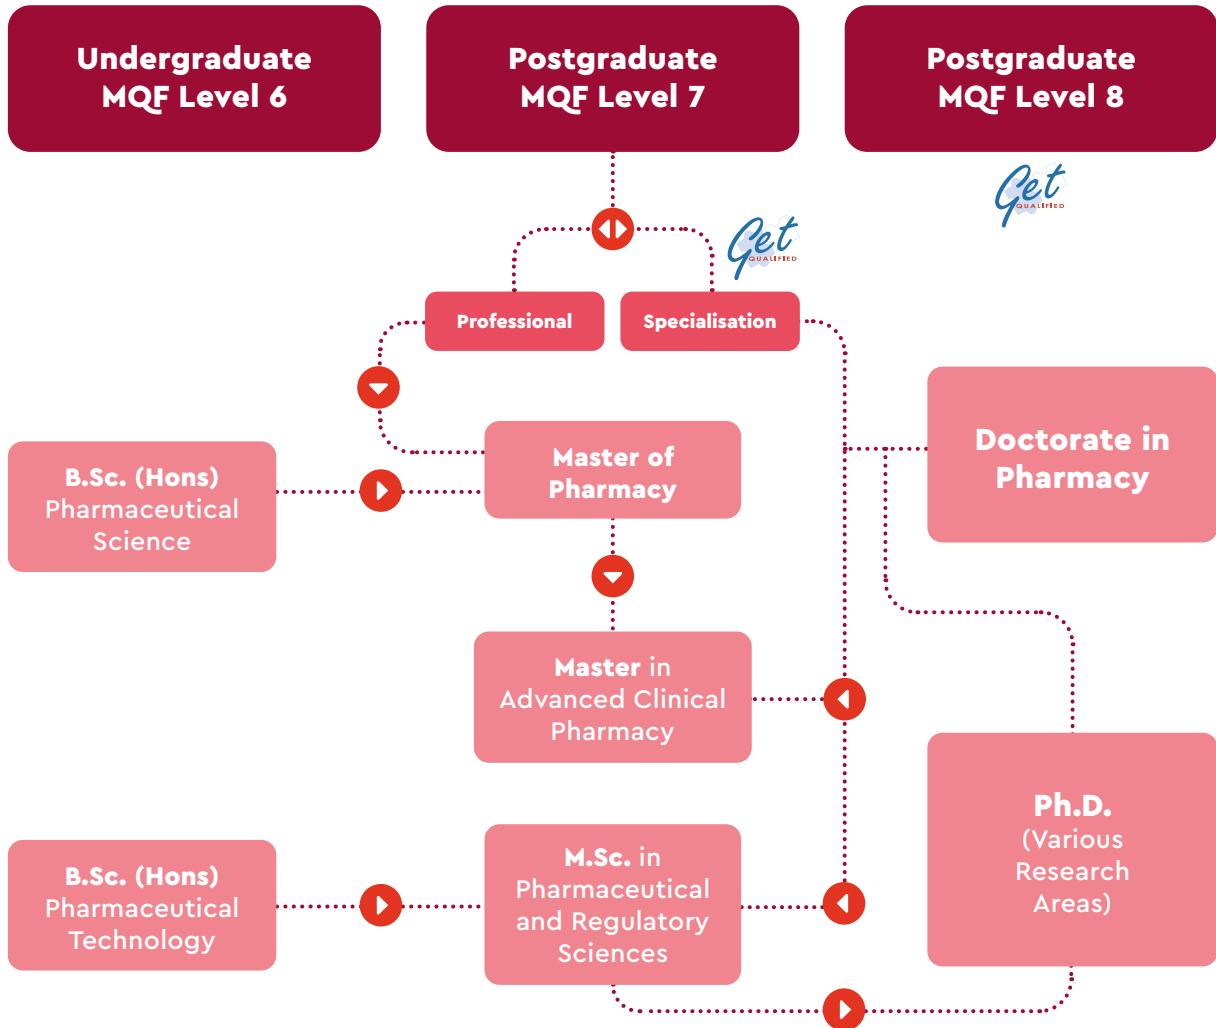 Undergraduate
MQF Level 6
Postgraduate
MQF Level 7
Postgraduate
MQF Level 8
Get
QUALIFIED
Get
QUALIFIED
Professional
Specialisation
B.Sc. (Hons)
Pharmaceutical
Science
Master of
Pharmacy
Doctorate in
Pharmacy
Master in
Advanced Clinical
Pharmacy
B.Sc. (Hons)
Pharmaceutical
Technology
M.Sc. in
Pharmaceutical
and Regulatory
Sciences
Ph.D.
(Various
Research
Areas)